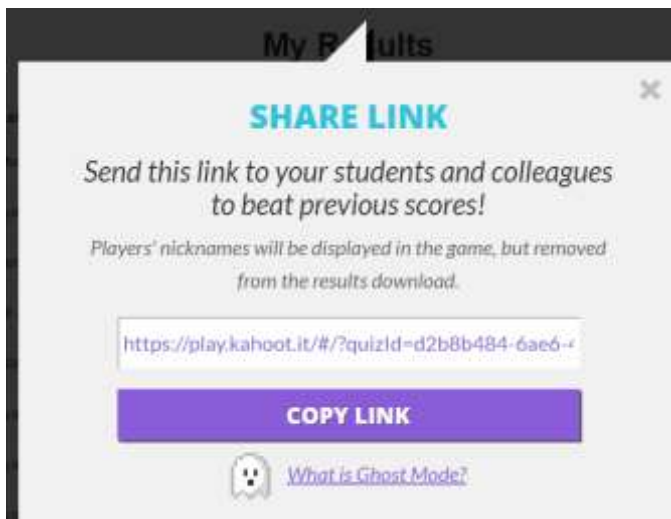 My Results
SHARE LINK
Send this link to your students and colleagues
to beat previous scores!
Players' nicknames will be displayed in the game, but removed
from the results download.
https://play.kahoot.it/#/?quizId=d2b8b484-6ae6-
COPY LINK
What is Ghost Mode?